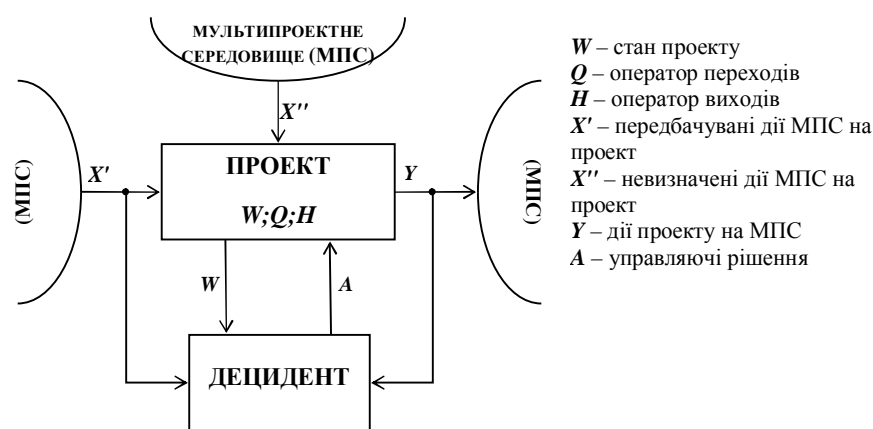 МУЛЬТИПРОЕКТНЕ
СЕРЕДОВИЩЕ (МПС)
X''
(МПС)
X'
ПРОЕКТ
W;Q;H
Y
(МПС)
W
A
ДЕЦИДЕНТ
W – стан проекту
Q – оператор переходів
H – оператор виходів
X' – передбачувані дії МПС на
проект
X'' – невизначені дії МПС на
проект
Y – дії проекту на МПС
A – управляючі рішення